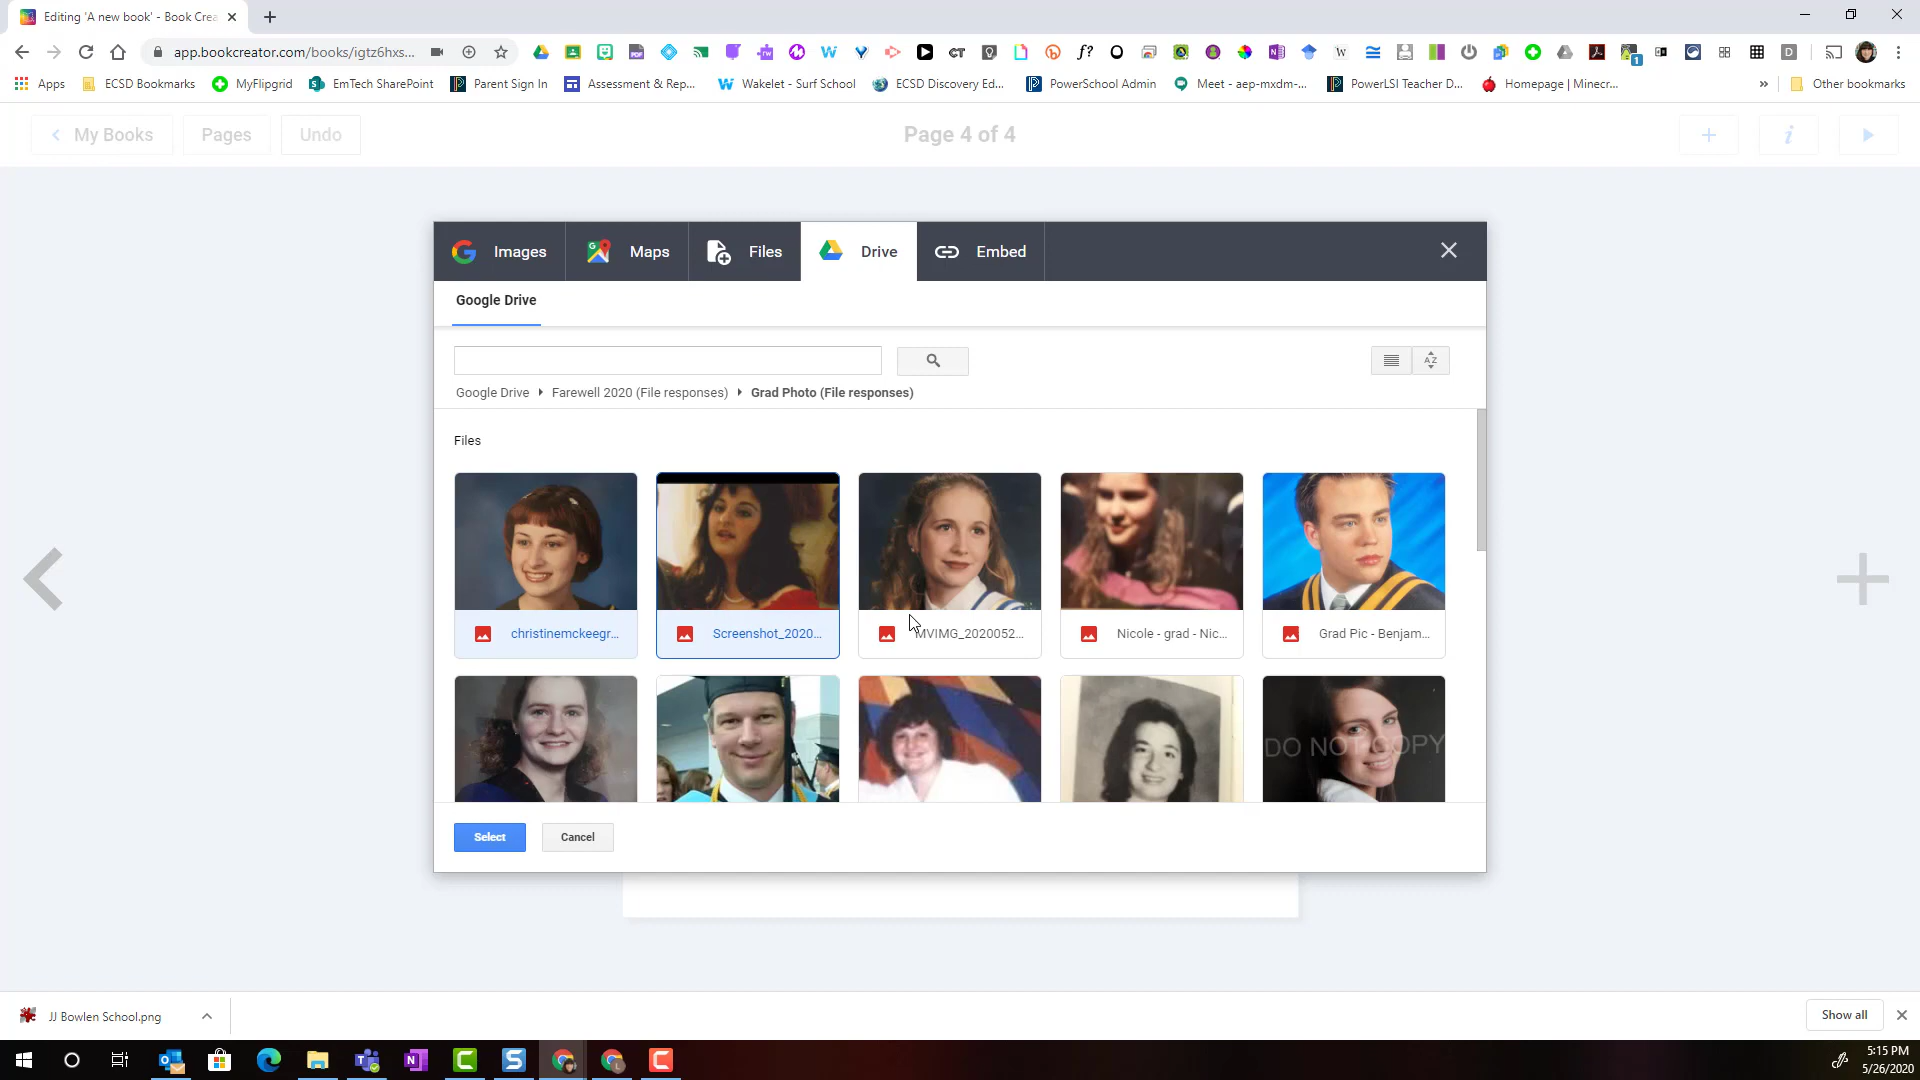 Editing 'A new book' - Book Crea
app.bookcreator.com/books/igtz6hxs...
Apps ECSD Bookmarks MyFlipgrid EmTech SharePoint Parent Sign In Assessment & Rep... Wakelet - Surf School ECSD Discovery Ed... PowerSchool Admin Meet - aep-mxdm-... PowerLSI Teacher D... Homepage | Minecr... » Other bookmarks
My Books Pages Undo Page 4 of 4
Images Maps Files Drive Embed
Google Drive
Google Drive Farewell 2020 (File responses) Grad Photo (File responses)
Files
christinemckeegr... Screenshot_2020... MVIMG_2020052... Nicole - grad - Nic... Grad Pic - Benjam...
DO NOT COPY
Select Cancel
JJ Bowlen School.png Show all
5:15 PM
5/26/2020